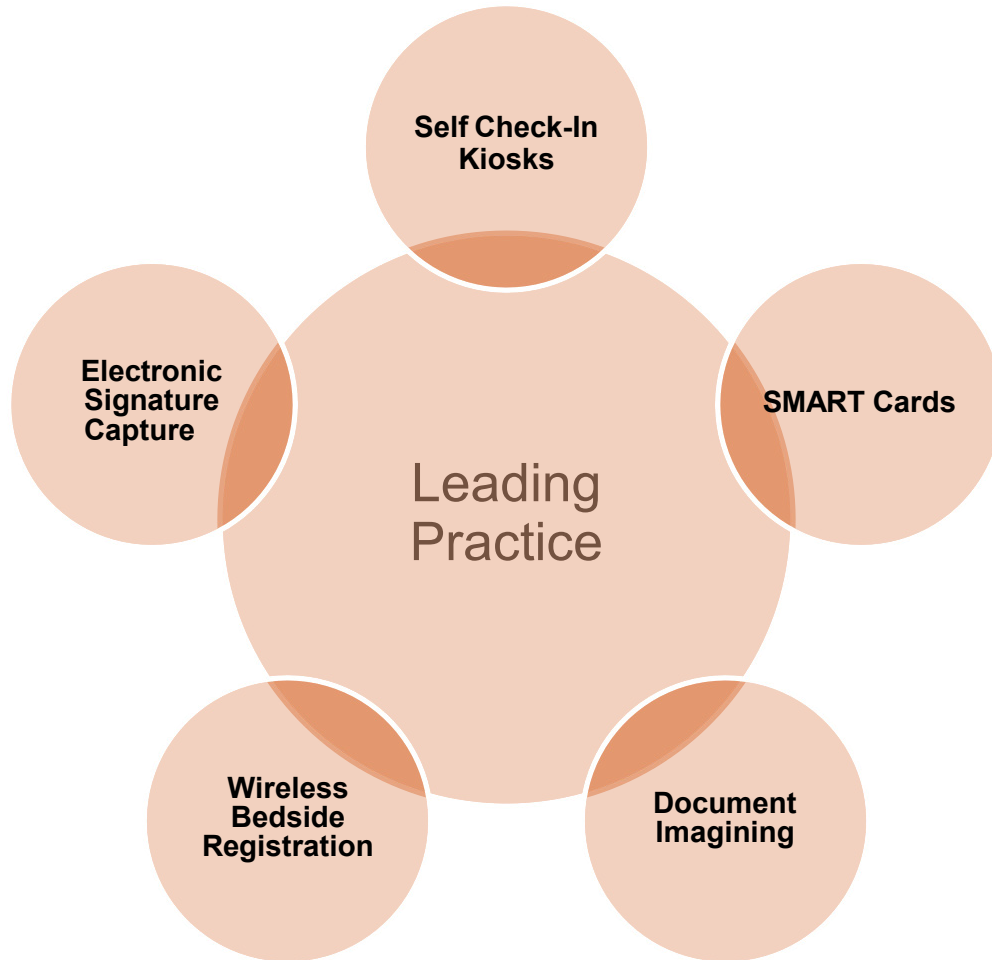 Self Check-In
Kiosks
Electronic
Signature
Capture
SMART Cards
Leading
Practice
Wireless
Bedside
Registration
Document
Imagining